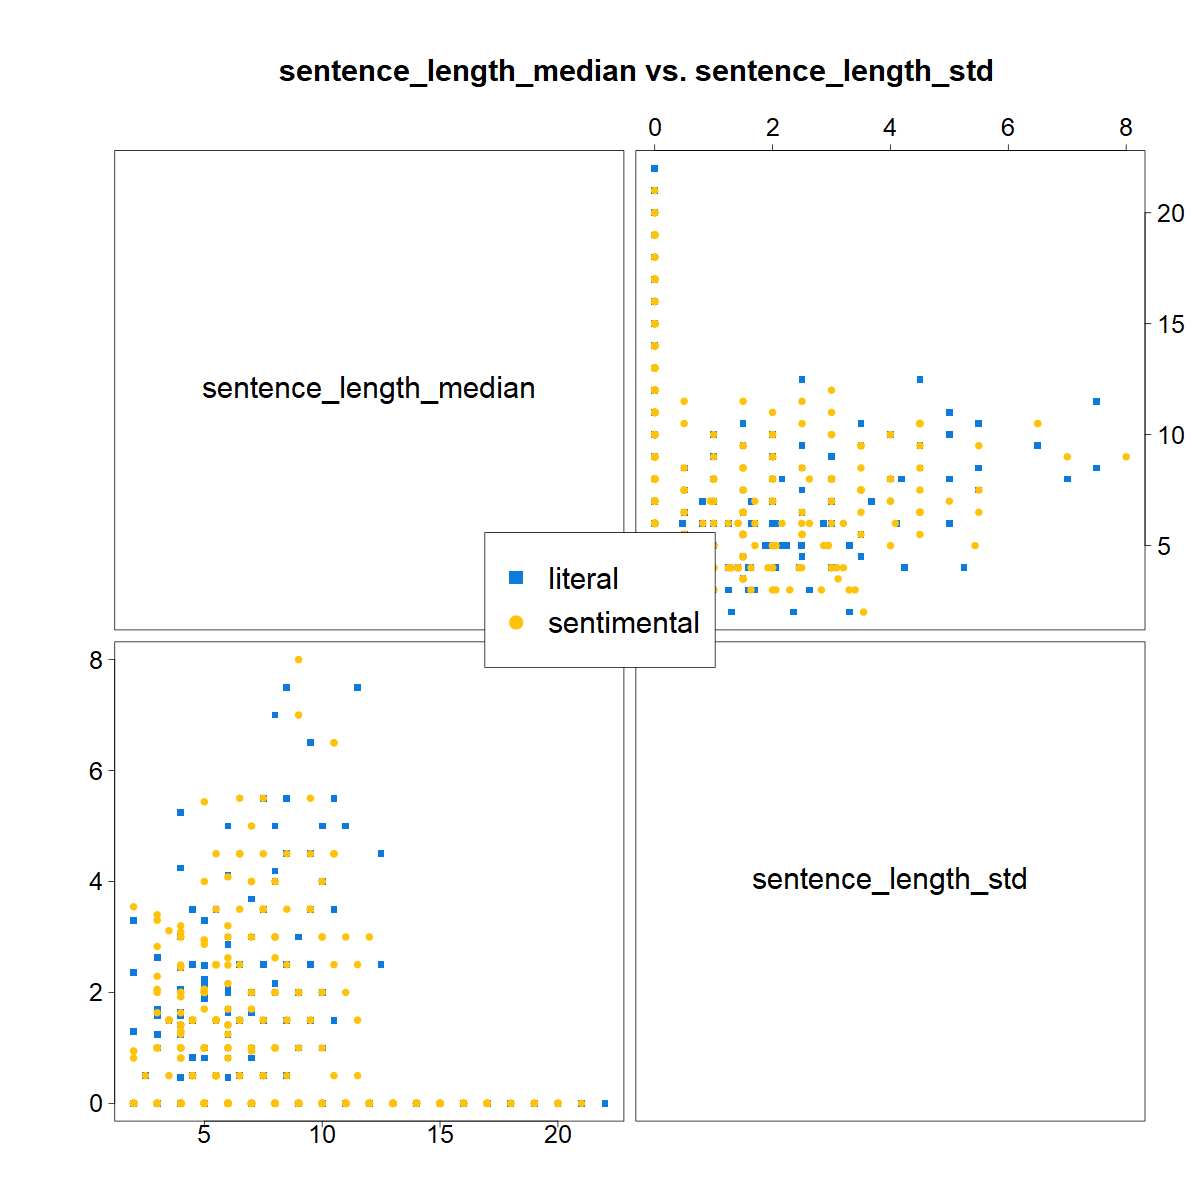 sentence_length_median vs. sentence_length_std
0 2 4 6 8
sentence_length_median
20
15
10
5
literal
sentimental
8
6
4
2
0
sentence_length_std
5 10 15 20